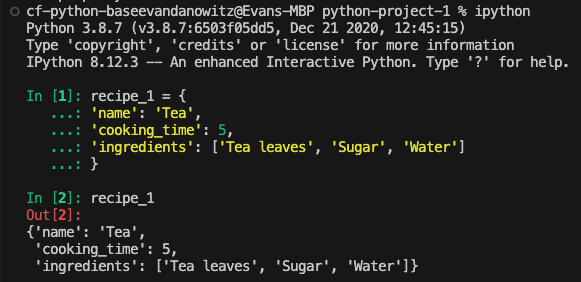 cf-python-baseevandanowitz@Evans-MBP python-project-1 % ipython
Python 3.8.7 (v3.8.7:6503f05dd5, Dec 21 2020, 12:45:15)
Type 'copyright', 'credits' or 'license' for more information
IPython 8.12.3 -- An enhanced Interactive Python. Type '?' for help.

In [1]: recipe_1 = {
   ...: 'name': 'Tea',
   ...: 'cooking_time': 5,
   ...: 'ingredients': ['Tea leaves', 'Sugar', 'Water']
   ...: }

In [2]: recipe_1
Out[2]:
{'name': 'Tea',
 'cooking_time': 5,
 'ingredients': ['Tea leaves', 'Sugar', 'Water']}